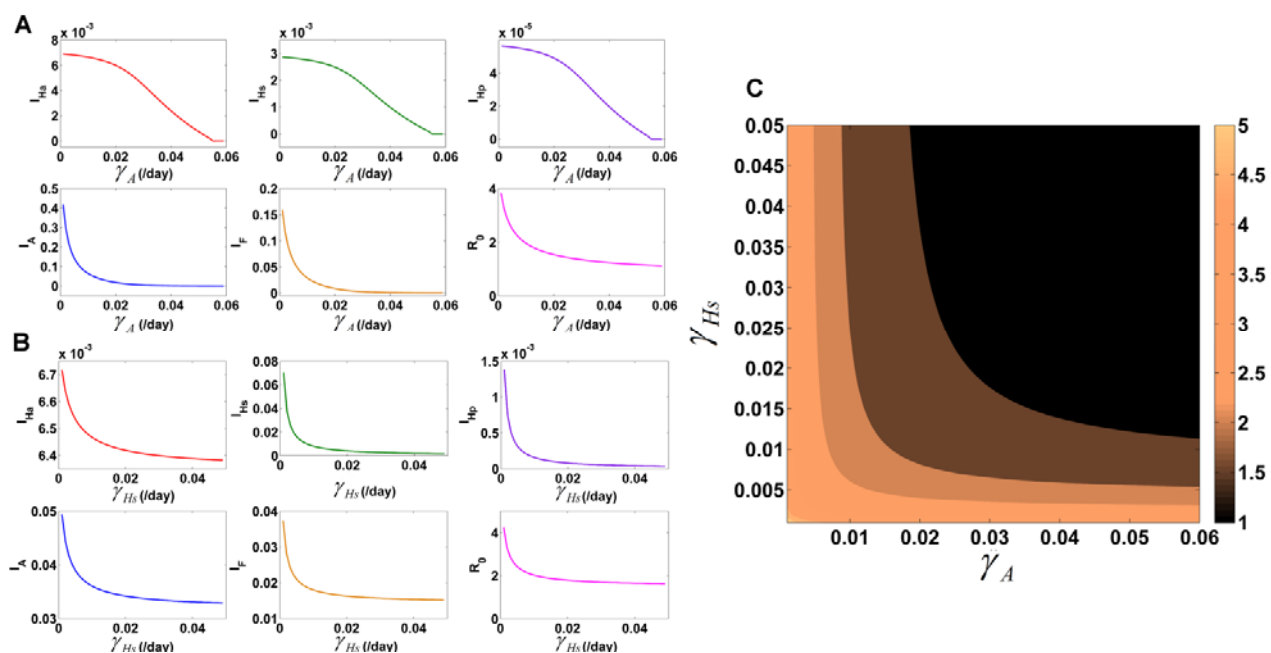 A
x 10⁻³
8
6
4
2
0
I_Ha
0 0.02 0.04 0.06
γ_A (/day)
x 10⁻³
3
2
1
0
I_Hs
0 0.02 0.04 0.06
γ_A (/day)
x 10⁻⁵
6
4
2
0
I_Hp
0 0.02 0.04 0.06
γ_A (/day)
0.5
0.4
0.3
0.2
0.1
0
I_A
0 0.02 0.04 0.06
γ_A (/day)
0.2
0.15
0.1
0.05
0
I_F
0 0.02 0.04 0.06
γ_A (/day)
4
2
0
R_0
0 0.02 0.04 0.06
γ_A (/day)
B
x 10⁻³
6.7
6.6
6.5
6.4
I_Ha
0 0.02 0.04
γ_Hs (/day)
0.08
0.06
0.04
0.02
0
I_Hs
0 0.02 0.04
γ_Hs (/day)
x 10⁻³
1.5
1
0.5
0
I_Hp
0 0.02 0.04
γ_Hs (/day)
0.05
0.04
0.03
I_A
0 0.02 0.04
γ_Hs (/day)
0.04
0.03
0.02
0.01
I_F
0 0.02 0.04
γ_Hs (/day)
4
2
0
R_0
0 0.02 0.04
γ_Hs (/day)
C
0.05
0.045
0.04
0.035
0.03
0.025
0.02
0.015
0.01
0.005
γ_Hs
0.01 0.02 0.03 0.04 0.05 0.06
γ_A
5
4.5
4
3.5
3
2.5
2
1.5
1